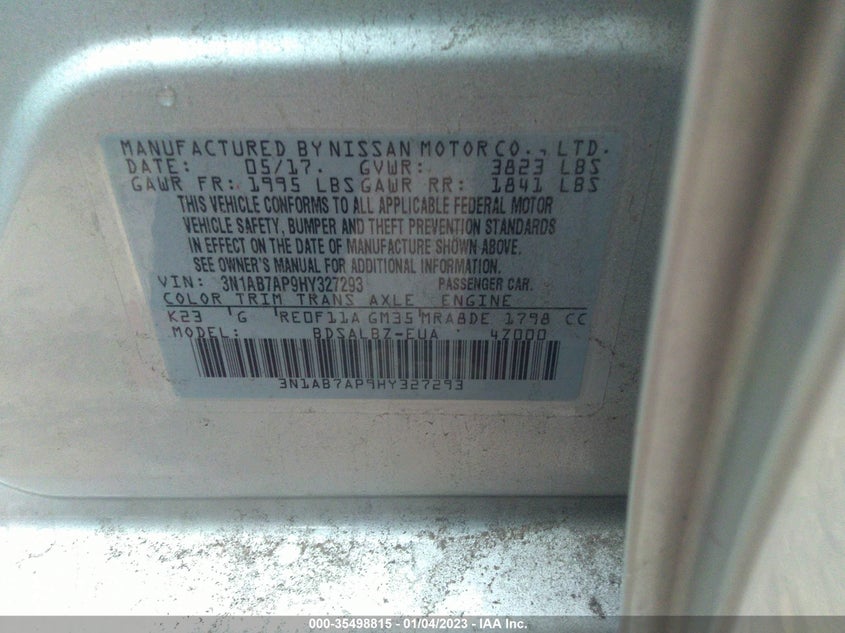 MANUFACTURED BY NISSAN MOTOR CO., LTD.
DATE: 05/17. GVWR: 3823 LBS
GAWR FR: 1995 LBS GAWR RR: 1841 LBS
THIS VEHICLE CONFORMS TO ALL APPLICABLE FEDERAL MOTOR
VEHICLE SAFETY, BUMPER AND THEFT PREVENTION STANDARDS
IN EFFECT ON THE DATE OF MANUFACTURE SHOWN ABOVE.
SEE OWNER'S MANUAL FOR ADDITIONAL INFORMATION.
VIN: 3N1AB7AP9HY327293 PASSENGER CAR.
COLOR TRIM TRANS AXLE ENGINE
K23 G RE0F11A GM35 MRA8DE 1798 CC
MODEL: BDSALBZ-EUA 4Z000
3N1AB7AP9HY327293
000-35498815 - 01/04/2023 - IAA Inc.